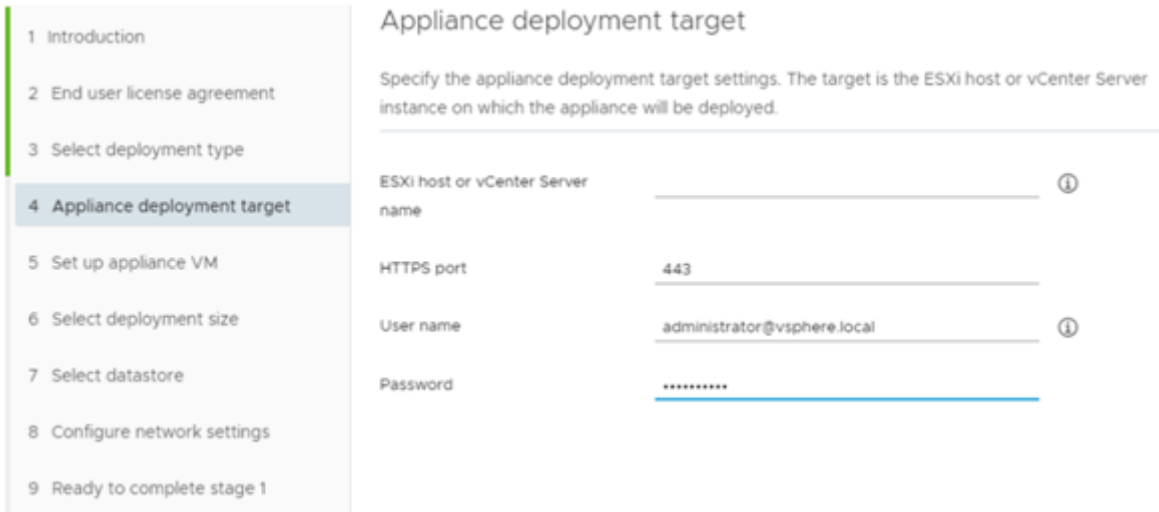 1 Introduction
2 End user license agreement
3 Select deployment type
4 Appliance deployment target
5 Set up appliance VM
6 Select deployment size
7 Select datastore
8 Configure network settings
9 Ready to complete stage 1
Appliance deployment target
Specify the appliance deployment target settings. The target is the ESXi host or vCenter Server
instance on which the appliance will be deployed.
ESXi host or vCenter Server
name
HTTPS port 443
User name administrator@vsphere.local
Password ••••••••••